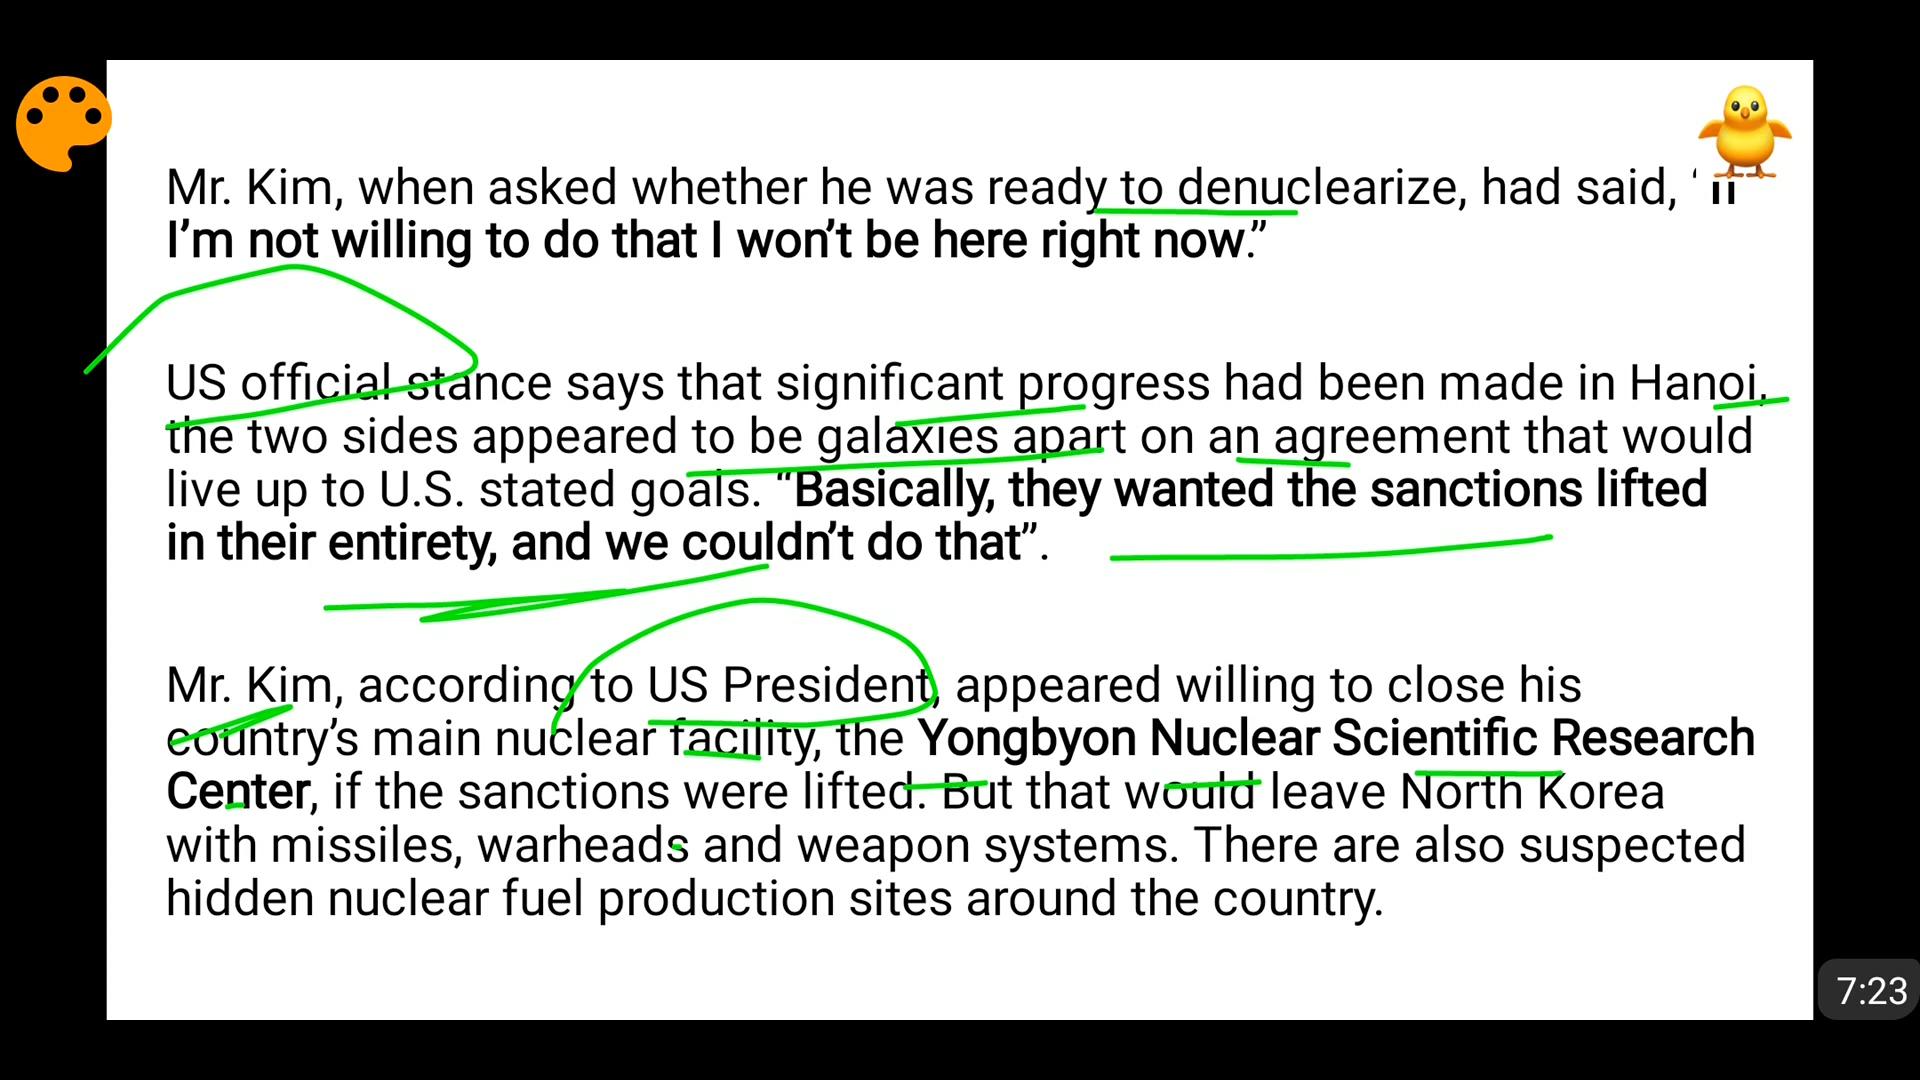 Mr. Kim, when asked whether he was ready to denuclearize, had said,
I’m not willing to do that I won’t be here right now.”
US official stance says that significant progress had been made in Hanoi,
the two sides appeared to be galaxies apart on an agreement that would
live up to U.S. stated goals. “Basically, they wanted the sanctions lifted
in their entirety, and we couldn’t do that”.
Mr. Kim, according to US President, appeared willing to close his
country’s main nuclear facility, the Yongbyon Nuclear Scientific Research
Center, if the sanctions were lifted. But that would leave North Korea
with missiles, warheads and weapon systems. There are also suspected
hidden nuclear fuel production sites around the country.
7:23